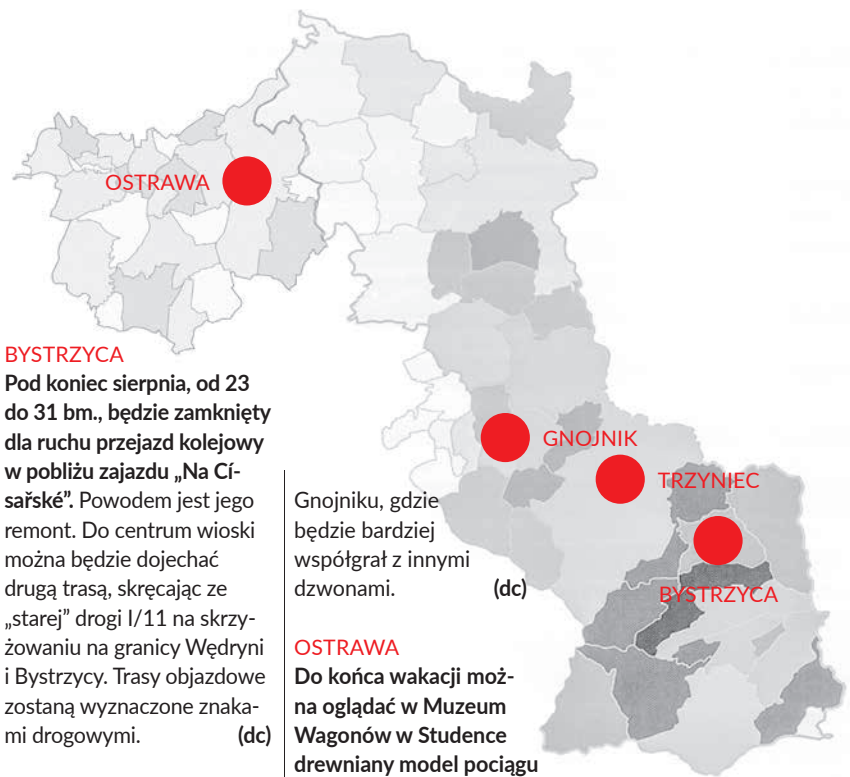 OSTRAWA
GNOJNIK
TRZYNIEC
BYSTRZYCA
BYSTRZYCA
Pod koniec sierpnia, od 23
do 31 bm., będzie zamknięty
dla ruchu przejazd kolejowy
w pobliżu zajazdu „Na Cí-
sařské”. Powodem jest jego
remont. Do centrum wioski
można będzie dojechać
drugą trasą, skręcając ze
„starej” drogi I/11 na skrzy-
żowaniu na granicy Wędryni
i Bystrzycy. Trasy objazdowe
zostaną wyznaczone znaka-
mi drogowymi. (dc)
Gnojniku, gdzie
będzie bardziej
współgrał z innymi
dzwonami. (dc)
OSTRAWA
Do końca wakacji moż-
na oglądać w Muzeum
Wagonów w Studence
drewniany model pociągu